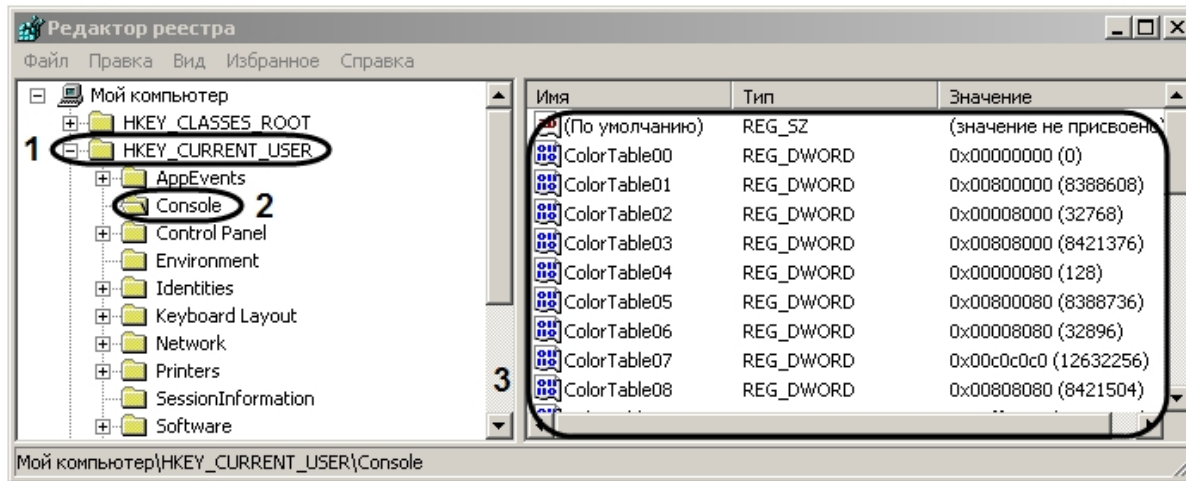 Редактор реестра
Файл Правка Вид Избранное Справка
Мой компьютер
HKEY_CLASSES_ROOT
1 HKEY_CURRENT_USER
AppEvents
Console 2
Control Panel
Environment
Identities
Keyboard Layout
Network
Printers
SessionInformation
Software
3
Имя Тип Значение
(По умолчанию) REG_SZ (значение не присвоено)
ColorTable00 REG_DWORD 0x00000000 (0)
ColorTable01 REG_DWORD 0x00800000 (8388608)
ColorTable02 REG_DWORD 0x00008000 (32768)
ColorTable03 REG_DWORD 0x00808000 (8421376)
ColorTable04 REG_DWORD 0x00000080 (128)
ColorTable05 REG_DWORD 0x00800080 (8388736)
ColorTable06 REG_DWORD 0x00008080 (32896)
ColorTable07 REG_DWORD 0x00c0c0c0 (12632256)
ColorTable08 REG_DWORD 0x00808080 (8421504)
Мой компьютер\HKEY_CURRENT_USER\Console